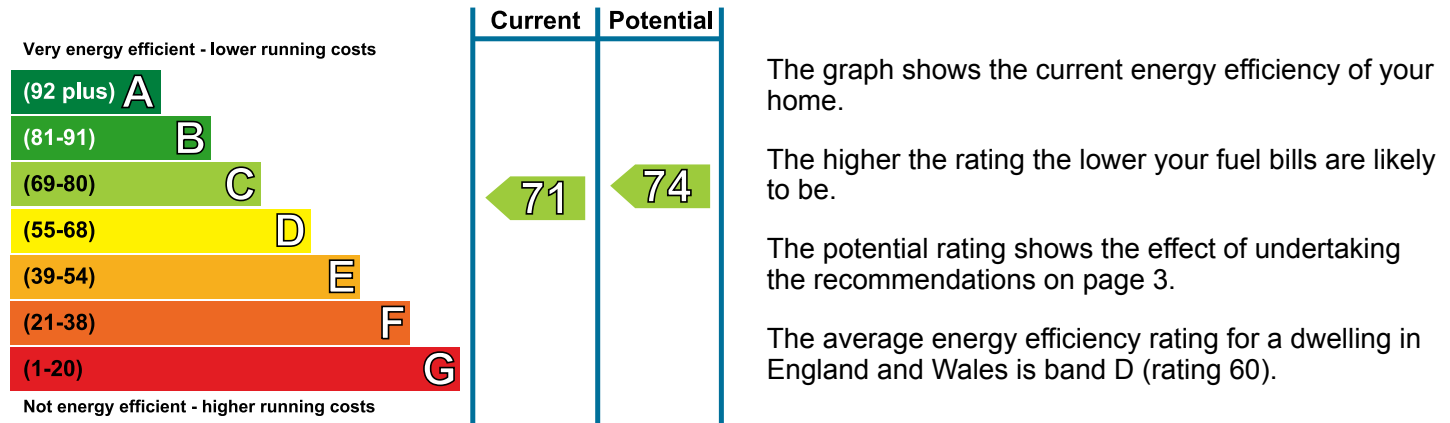 Current Potential
Very energy efficient - lower running costs
(92 plus) A
(81-91) B
(69-80) C
71 74
(55-68) D
(39-54) E
(21-38) F
(1-20) G
Not energy efficient - higher running costs
The graph shows the current energy efficiency of your
home.
The higher the rating the lower your fuel bills are likely
to be.
The potential rating shows the effect of undertaking
the recommendations on page 3.
The average energy efficiency rating for a dwelling in
England and Wales is band D (rating 60).